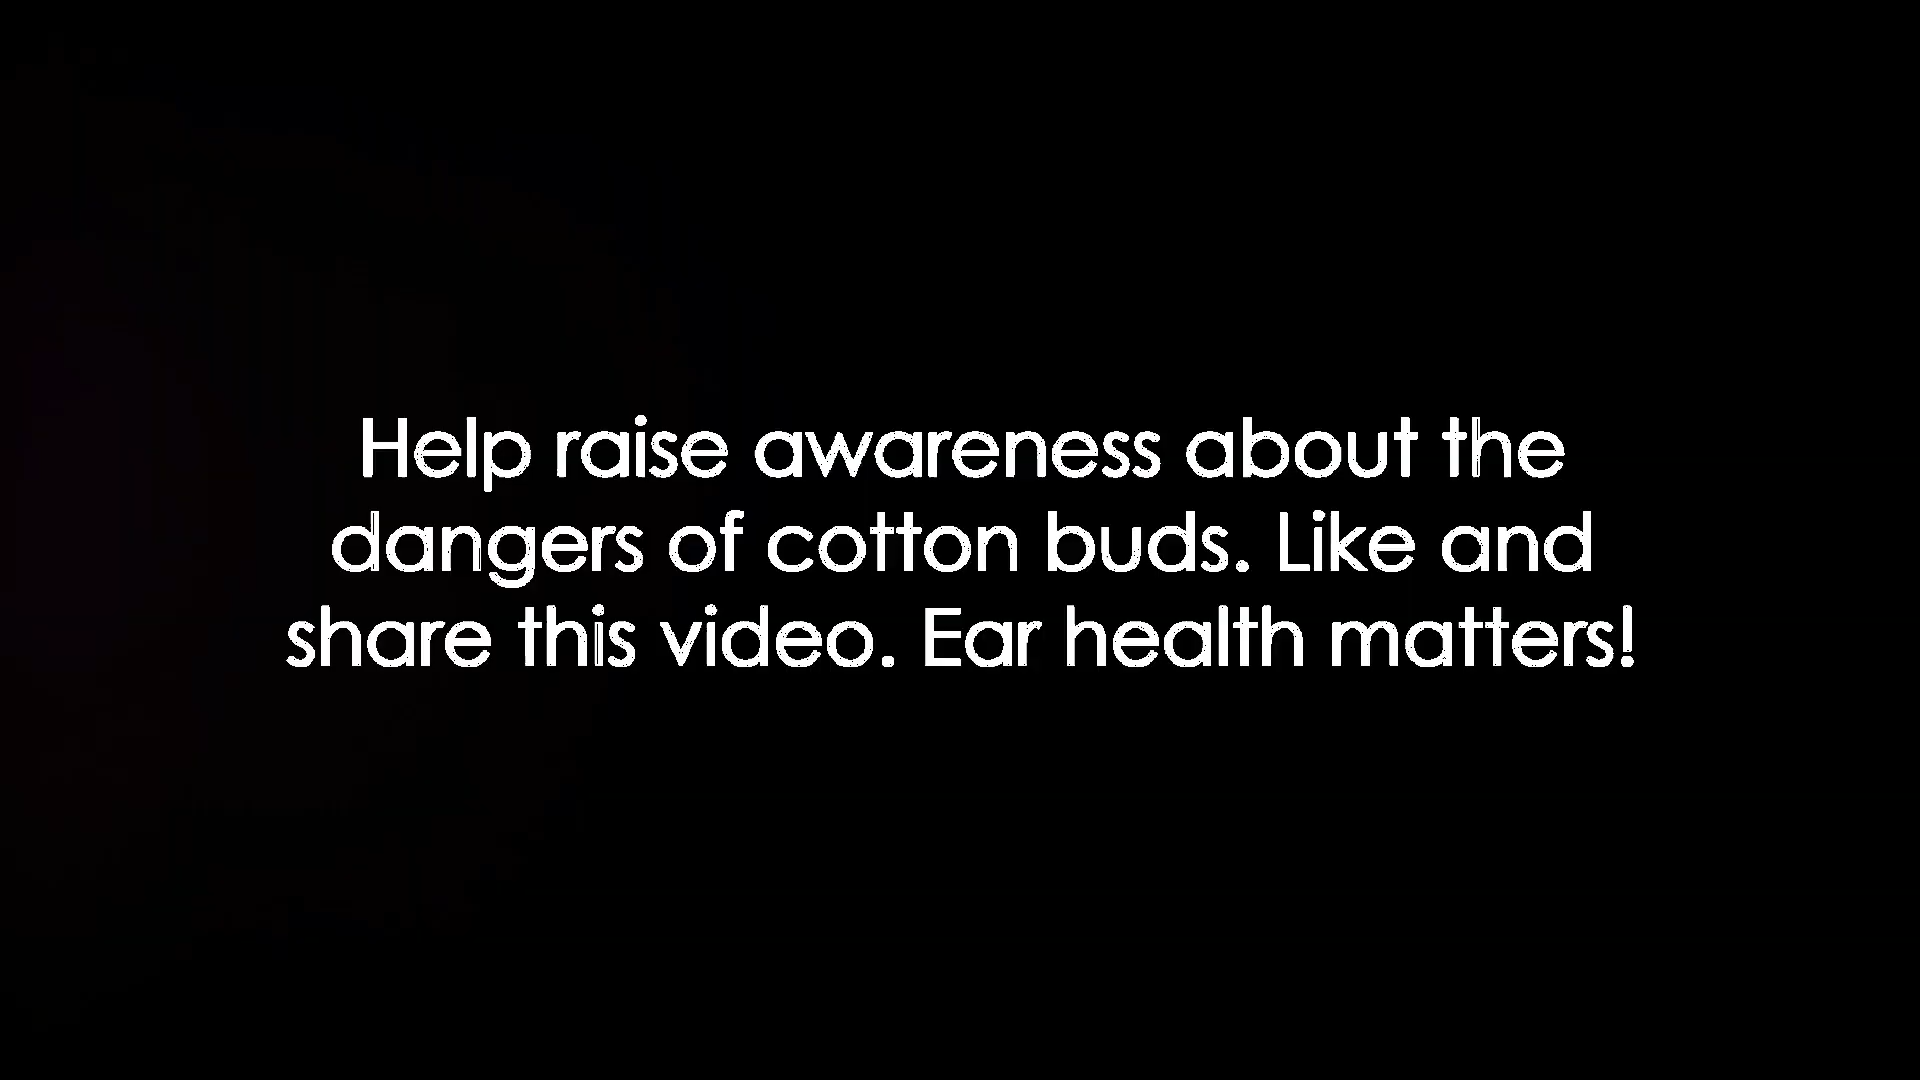 Help raise awareness about the
dangers of cotton buds. Like and
share this video. Ear health matters!